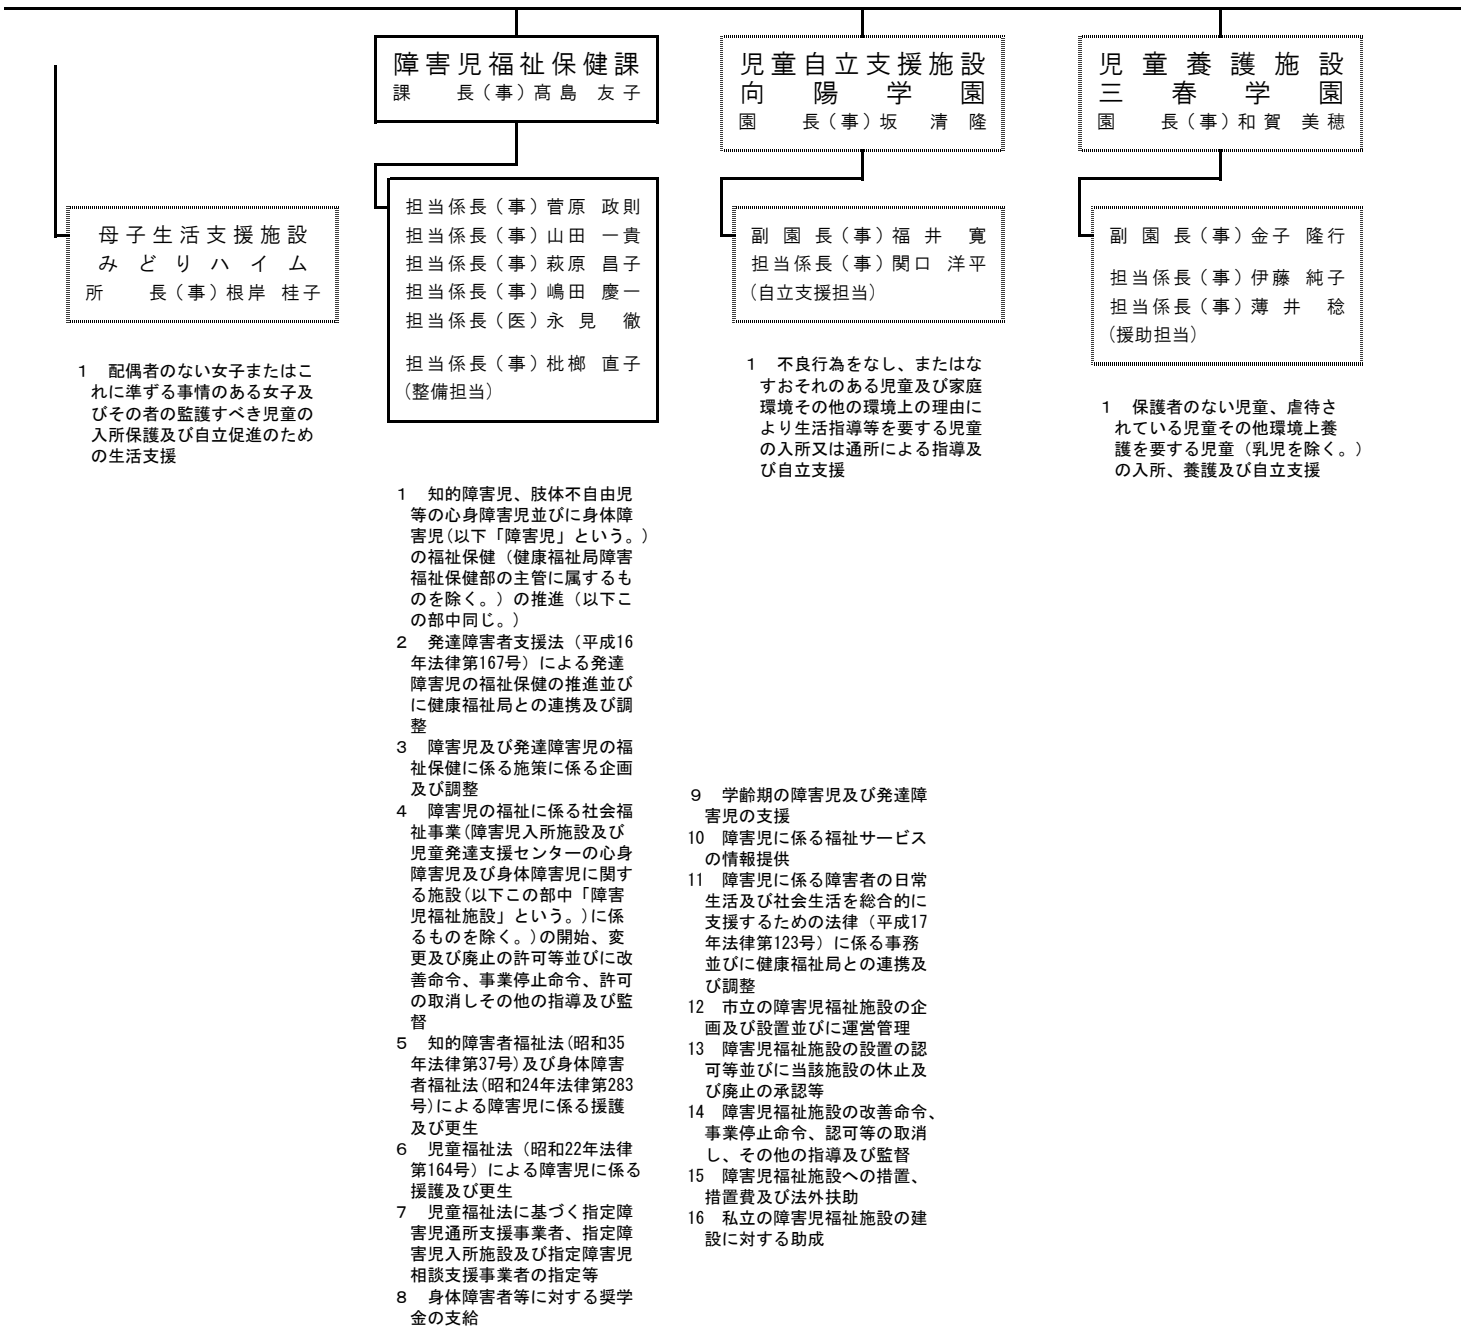 母子生活支援施設
みどりハイム
所　長（事）根岸 桂子
1　配偶者のない女子またはこ
れに準ずる事情のある女子及
びその者の監護すべき児童の
入所保護及び自立促進のため
の生活支援
障害児福祉保健課
課　長（事）髙島 友子
担当係長（事）菅原 政則
担当係長（事）山田 一貴
担当係長（事）萩原 昌子
担当係長（事）嶋田 慶一
担当係長（医）永見 徹
担当係長（事）枇榔 直子
(整備担当)
1　知的障害児、肢体不自由児
等の心身障害児並びに身体障
害児(以下「障害児」という。)
の福祉保健（健康福祉局障害
福祉保健部の主管に属するも
のを除く。）の推進（以下こ
の部中同じ。）
2　発達障害者支援法（平成16
年法律第167号）による発達
障害児の福祉保健の推進並び
に健康福祉局との連携及び調
整
3　障害児及び発達障害児の福
祉保健に係る施策に係る企画
及び調整
4　障害児の福祉に係る社会福
祉事業(障害児入所施設及び
児童発達支援センターの心身
障害児及び身体障害児に関す
る施設(以下この部中「障害
児福祉施設」という。)に係
るものを除く。)の開始、変
更及び廃止の許可等並びに改
善命令、事業停止命令、許可
の取消しその他の指導及び監
督
5　知的障害者福祉法(昭和35
年法律第37号)及び身体障害
者福祉法(昭和24年法律第283
号)による障害児に係る援護
及び更生
6　児童福祉法（昭和22年法律
第164号）による障害児に係る
援護及び更生
7　児童福祉法に基づく指定障
害児通所支援事業者、指定障
害児入所施設及び指定障害児
相談支援事業者の指定等
8　身体障害者等に対する奨学
金の支給
9　学齢期の障害児及び発達障
害児の支援
10　障害児に係る福祉サービス
の情報提供
11　障害児に係る障害者の日常
生活及び社会生活を総合的に
支援するための法律（平成17
年法律第123号）に係る事務
並びに健康福祉局との連携及
び調整
12　市立の障害児福祉施設の企
画及び設置並びに運営管理
13　障害児福祉施設の設置の認
可等並びに当該施設の休止及
び廃止の承認等
14　障害児福祉施設の改善命令、
事業停止命令、認可等の取消
し、その他の指導及び監督
15　障害児福祉施設への措置、
措置費及び法外扶助
16　私立の障害児福祉施設の建
設に対する助成
児童自立支援施設
向陽学園
園　長（事）坂 清隆
副園長（事）福井 寛
担当係長（事）関口 洋平
(自立支援担当)
1　不良行為をなし、またはな
すおそれのある児童及び家庭
環境その他の環境上の理由に
より生活指導等を要する児童
の入所又は通所による指導及
び自立支援
児童養護施設
三春学園
園　長（事）和賀 美穂
副園長（事）金子 隆行
担当係長（事）伊藤 純子
担当係長（事）薄井 稔
(援助担当)
1　保護者のない児童、虐待さ
れている児童その他環境上養
護を要する児童（乳児を除く。）
の入所、養護及び自立支援